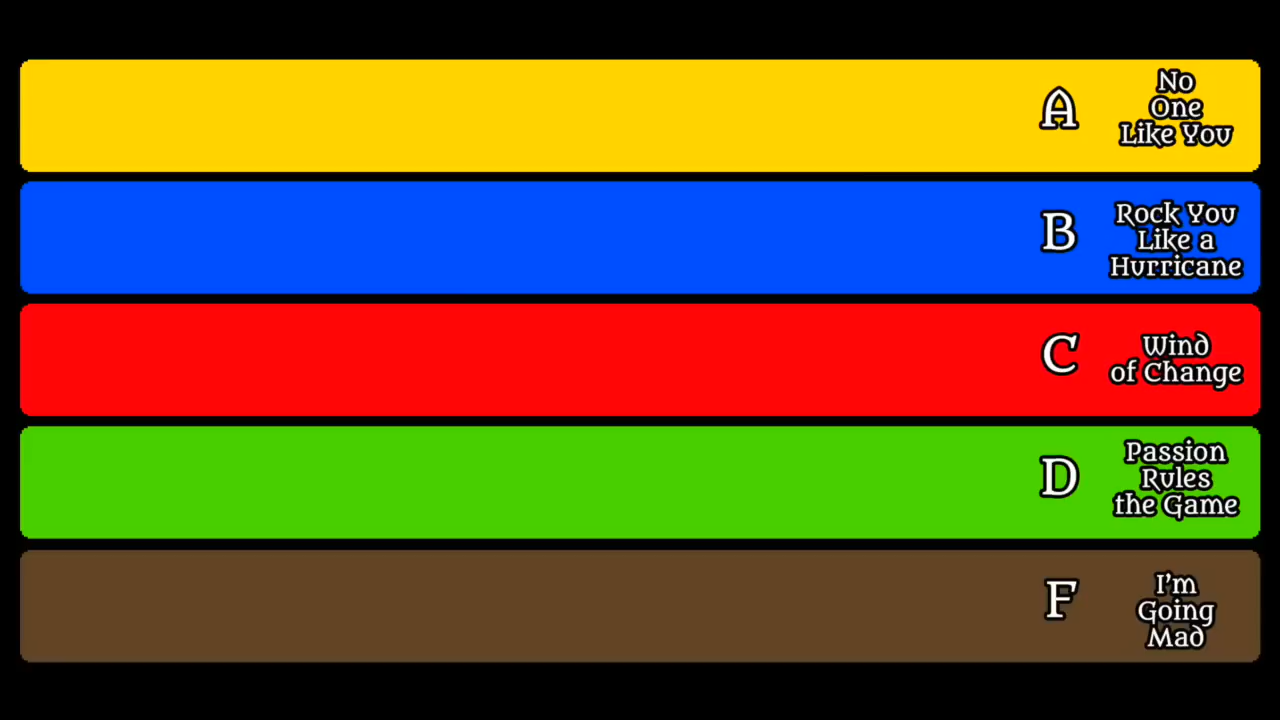 A
No
One
Like You
B
Rock You
Like a
Hurricane
C
Wind
of Change
D
Passion
Rules
the Game
F
I'm
Going
Mad